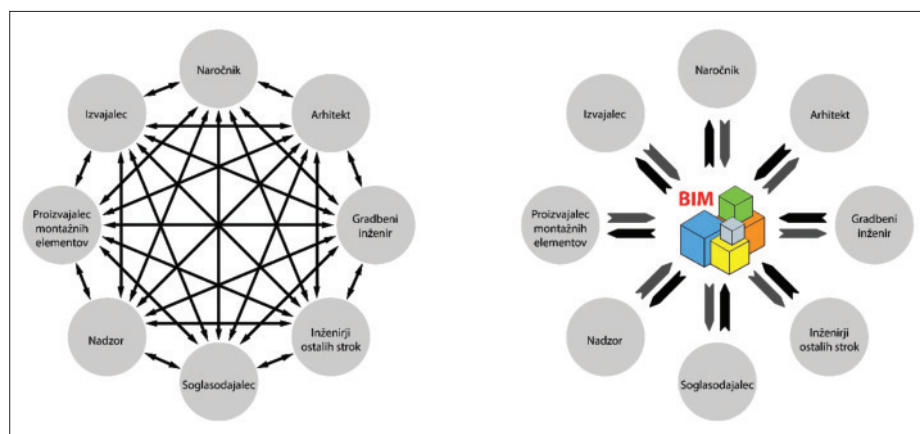 Naročnik
Izvajalec
Arhitekt
Proizvajalec
montažnih
elementov
Gradbeni
inženir
Nadzor
Inženirji
ostalih strok
Soglasodajalec
Naročnik
Izvajalec
Arhitekt
BIM
Proizvajalec
montažnih
elementov
Gradbeni
inženir
Nadzor
Inženirji
ostalih strok
Soglasodajalec